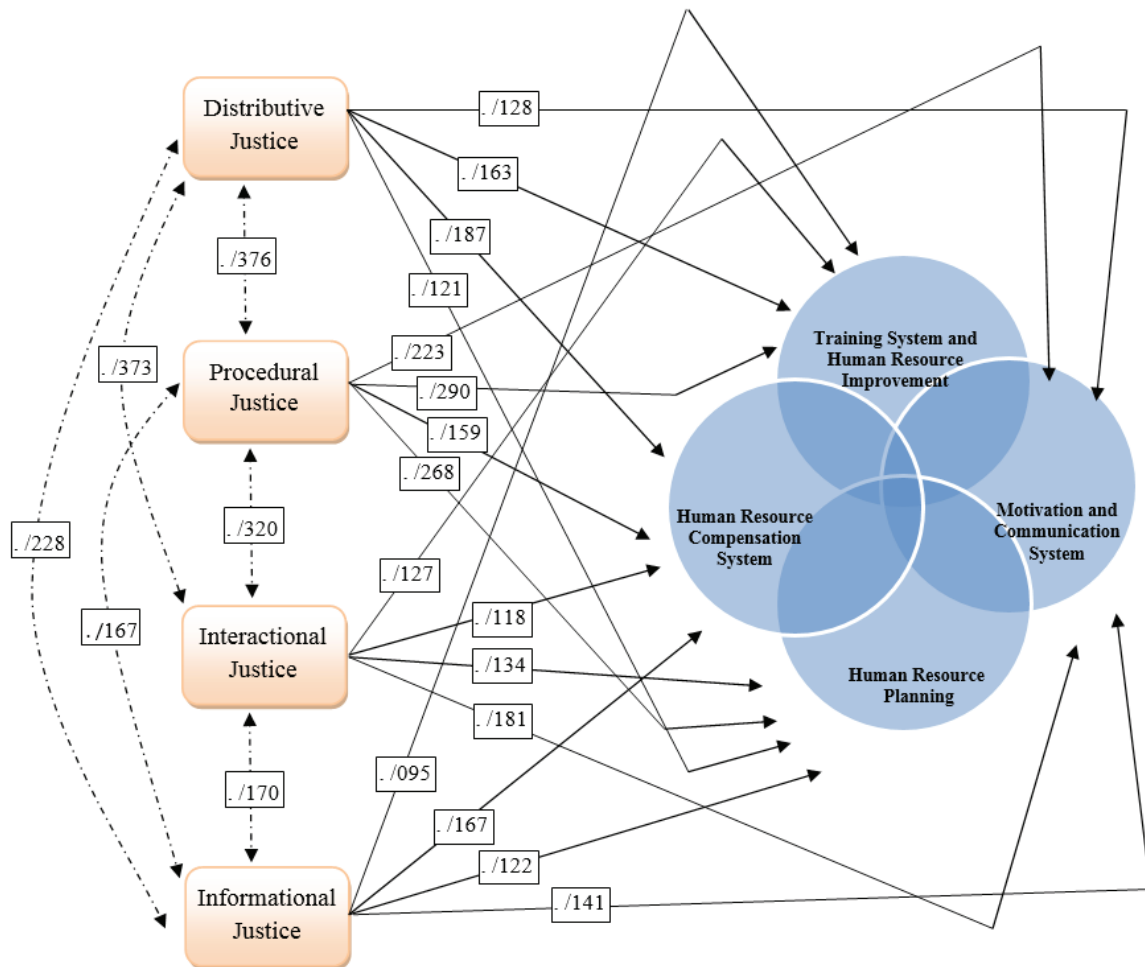 Distributive
Justice
Procedural
Justice
Interactional
Justice
Informational
Justice
. /376
. /373
. /320
. /228
. /167
. /170
. /128
. /163
. /187
. /121
. /223
. /290
. /159
. /268
. /127
. /118
. /134
. /181
. /095
. /167
. /122
. /141
Training System and
Human Resource
Improvement
Human Resource
Compensation
System
Motivation and
Communication
System
Human Resource
Planning